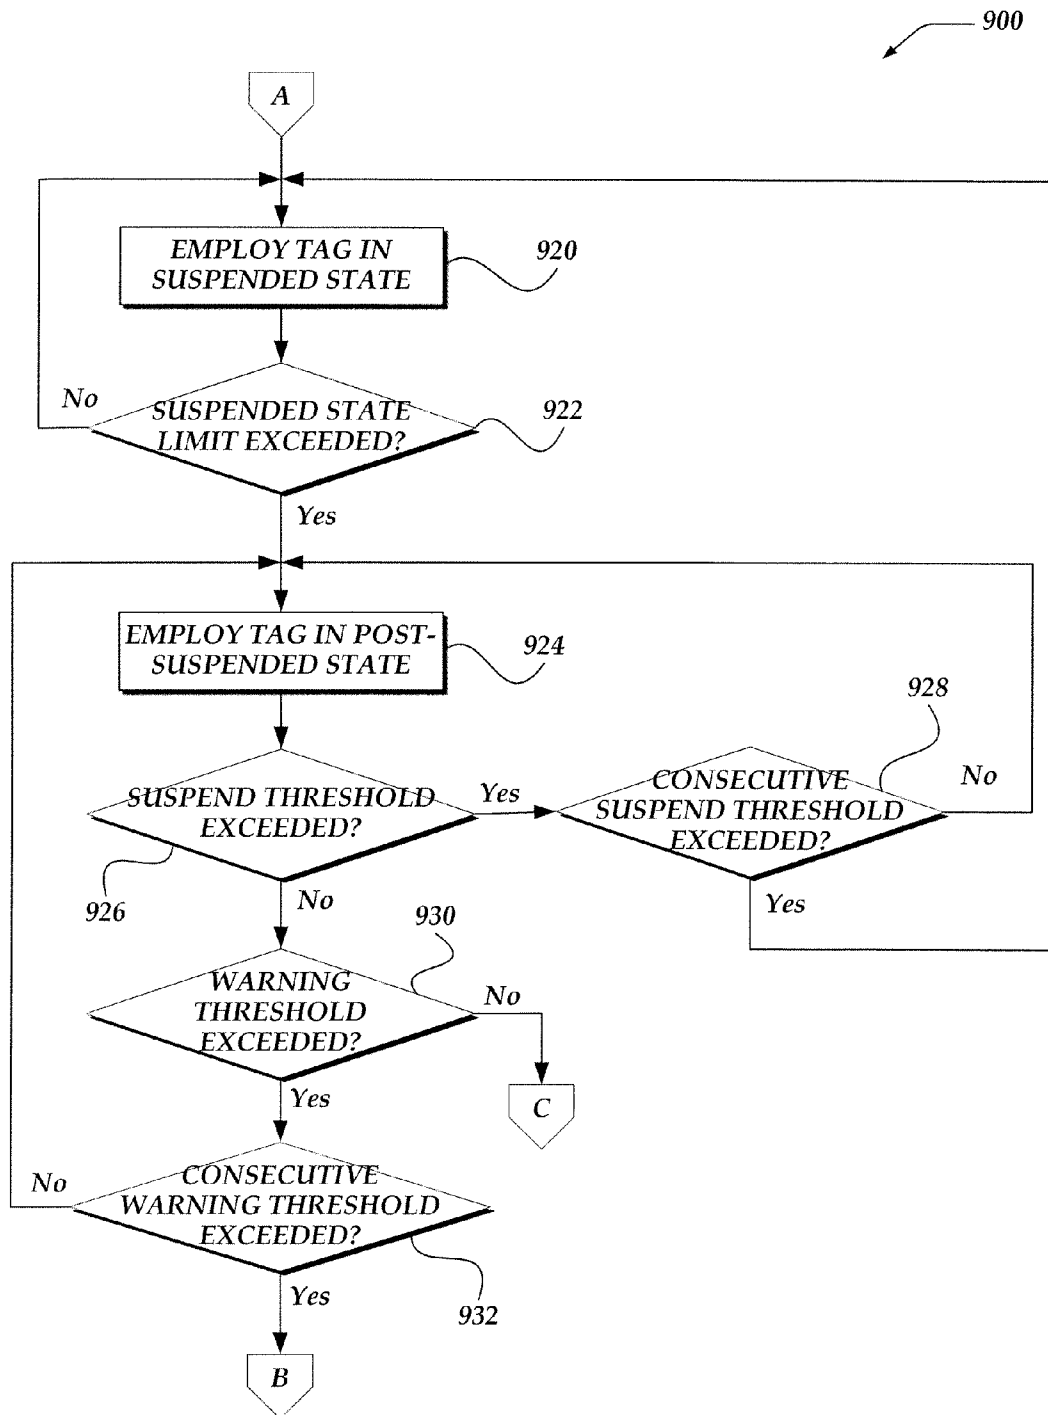 900
A
EMPLOY TAG IN
SUSPENDED STATE
920
No
SUSPENDED STATE
LIMIT EXCEEDED?
922
Yes
EMPLOY TAG IN POST-
SUSPENDED STATE
924
928
SUSPEND THRESHOLD
EXCEEDED?
Yes
CONSECUTIVE
SUSPEND THRESHOLD
EXCEEDED?
No
926
No
Yes
930
WARNING
THRESHOLD
EXCEEDED?
No
C
Yes
No
CONSECUTIVE
WARNING THRESHOLD
EXCEEDED?
932
Yes
B